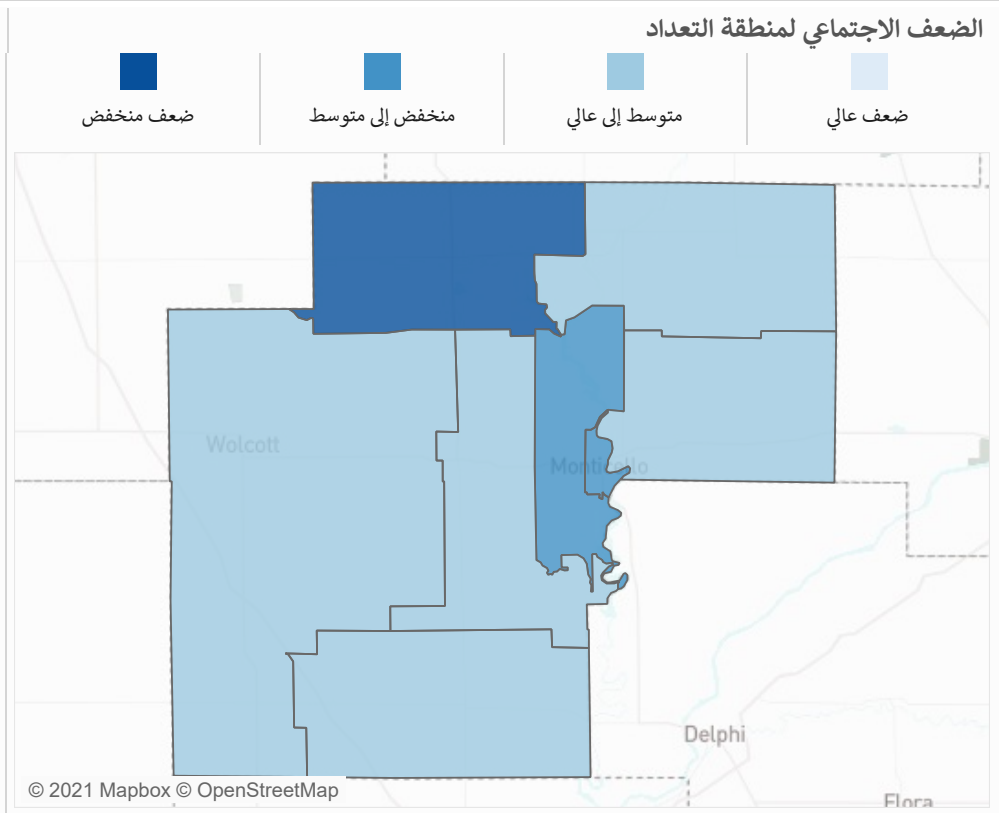 الضعف الاجتماعي لمنطقة التعداد
ضعف عالي
متوسط إلى عالي
منخفض إلى متوسط
ضعف منخفض
Wolcott
Monticello
Delphi
Flora
© 2021 Mapbox © OpenStreetMap